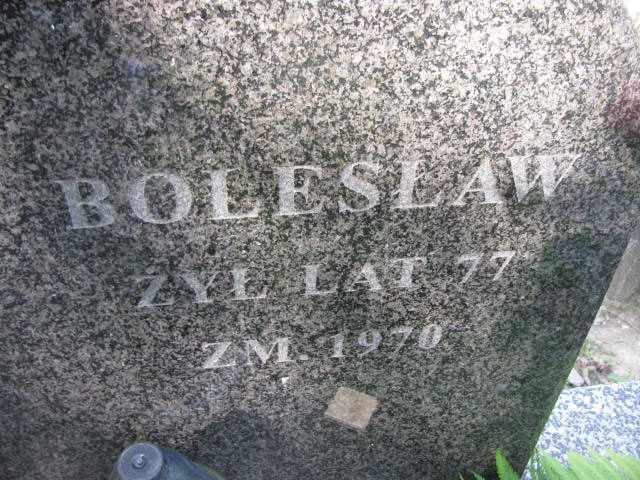 BOLESŁAW
ŻYŁ LAT 77
ZM. 1970